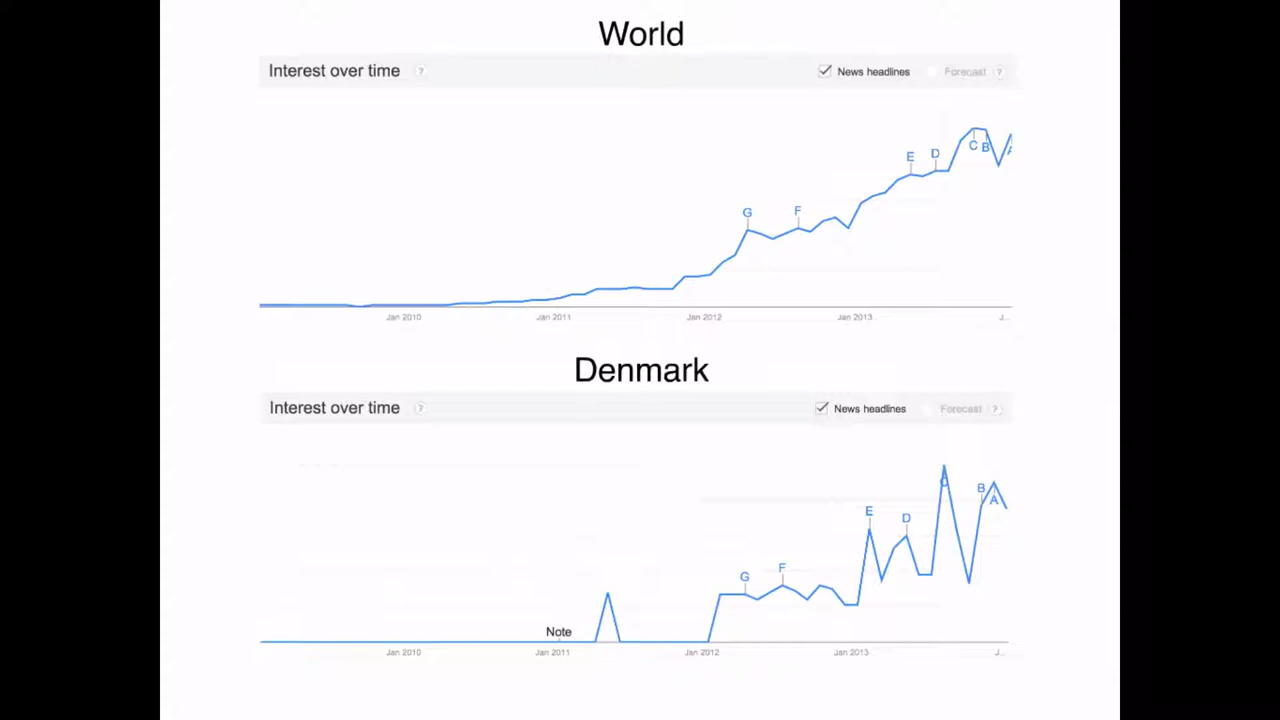 World
Interest over time ? News headlines Forecast ?
E D C B A
G F
Jan 2010 Jan 2011 Jan 2012 Jan 2013 J...
Denmark
Interest over time ? News headlines Forecast ?
C B A
E D
G F
Note
Jan 2010 Jan 2011 Jan 2012 Jan 2013 J...